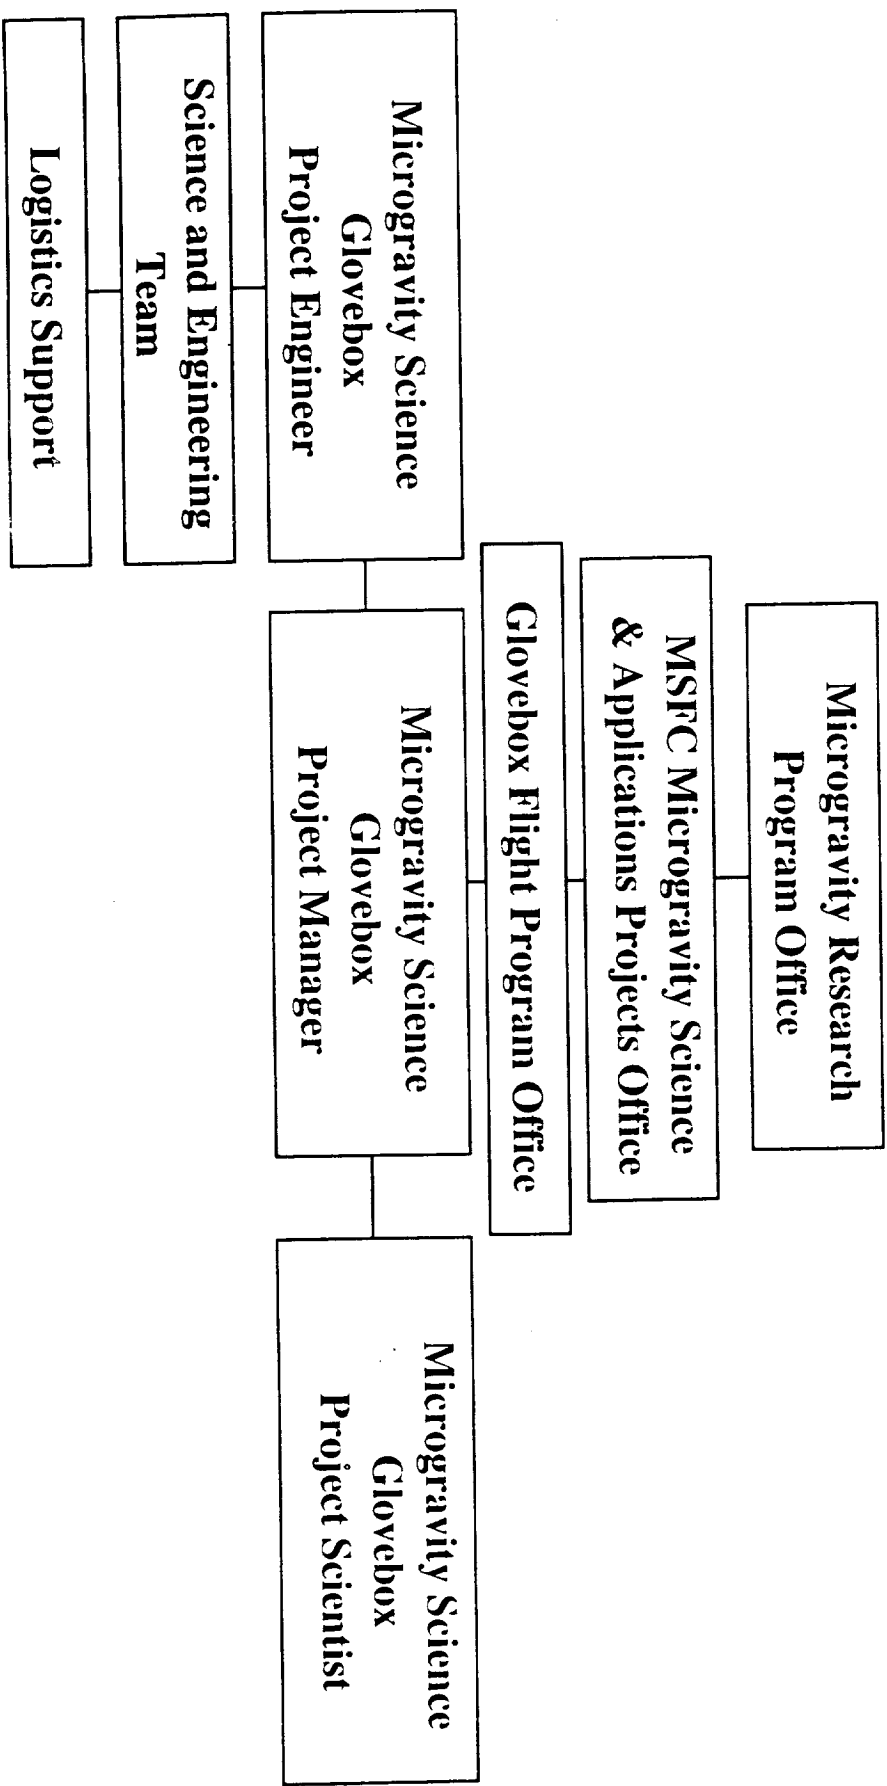 Microgravity Research
Program Office
MSFC Microgravity Science
& Applications Projects Office
Glovebox Flight Program Office
Microgravity Science
Glovebox
Project Engineer
Microgravity Science
Glovebox
Project Manager
Microgravity Science
Glovebox
Project Scientist
Science and Engineering
Team
Logistics Support